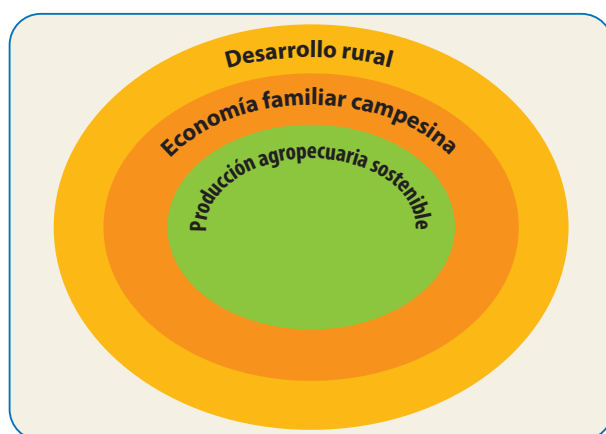 Desarrollo rural
Economía familiar campesina
Producción agropecuaria sostenible